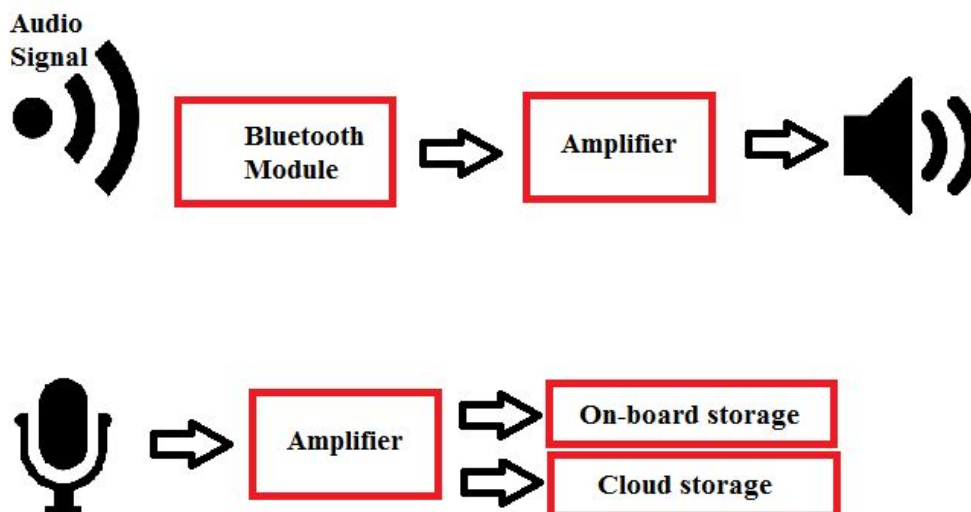 Audio
Signal
Bluetooth
Module
Amplifier
Amplifier
On-board storage
Cloud storage